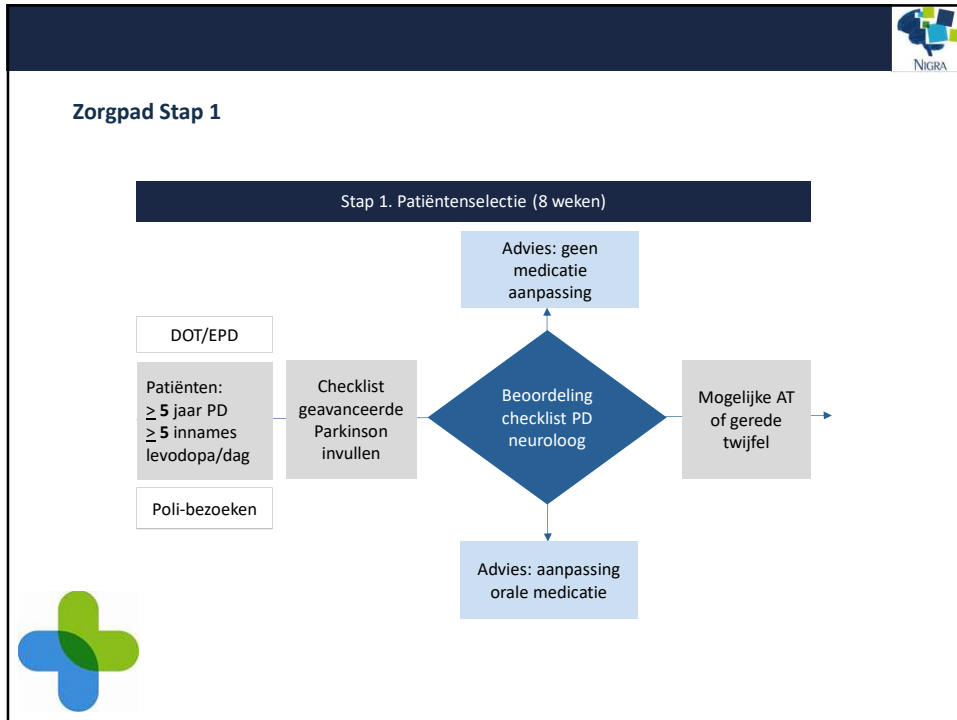 NIGRA
Zorgpad Stap 1
Stap 1. Patiëntenselectie (8 weken)
Advies: geen
medicatie
aanpassing
DOT/EPD
Patiënten:
≥ 5 jaar PD
≥ 5 innames
levodopa/dag
Poli-bezoeken
Checklist
geavanceerde
Parkinson
invullen
Beoordeling
checklist PD
neuroloog
Mogelijke AT
of gerede
twijfel
Advies: aanpassing
orale medicatie